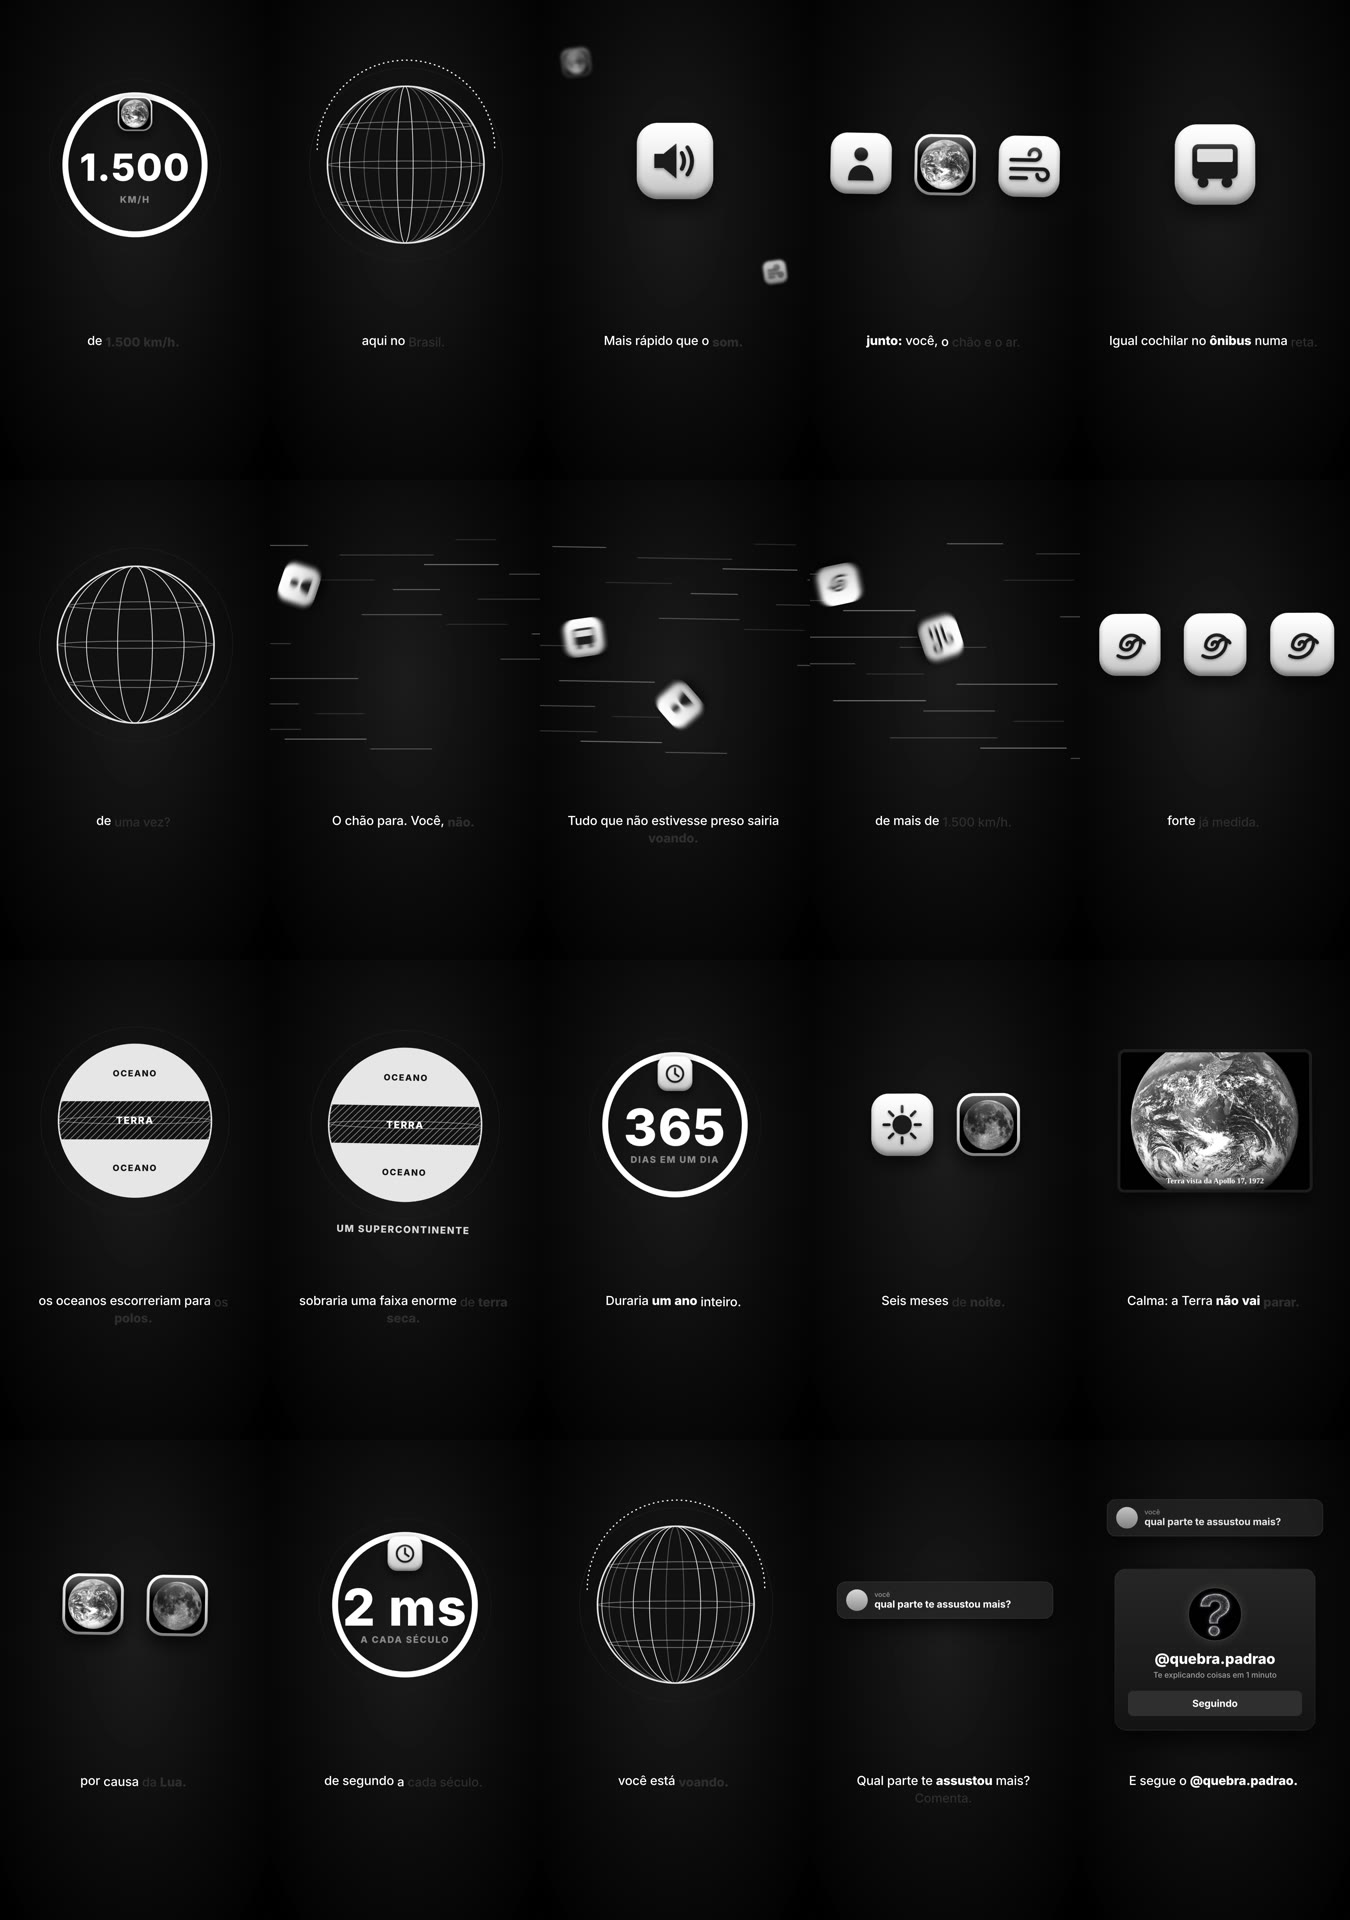 1.500
KM/H
de 1.500 km/h.
aqui no Brasil.
Mais rápido que o som.
junto: você, o chão e o ar.
Igual cochilar no ônibus numa reta.
de uma vez?
O chão para. Você, não.
Tudo que não estivesse preso sairia
voando.
de mais de 1.500 km/h.
forte já medida.
OCEANO
TERRA
OCEANO
os oceanos escorreriam para os
polos.
OCEANO
TERRA
OCEANO
UM SUPERCONTINENTE
sobraria uma faixa enorme de terra
seca.
365
DIAS EM UM DIA
Duraria um ano inteiro.
Seis meses de noite.
Terra vista da Apollo 17, 1972
Calma: a Terra não vai parar.
por causa da Lua.
2 ms
A CADA SÉCULO
de segundo a cada século.
você está voando.
você
qual parte te assustou mais?
Qual parte te assustou mais?
Comenta.
você
qual parte te assustou mais?
?
@quebra.padrao
Te explicando coisas em 1 minuto
Seguindo
E segue o @quebra.padrao.